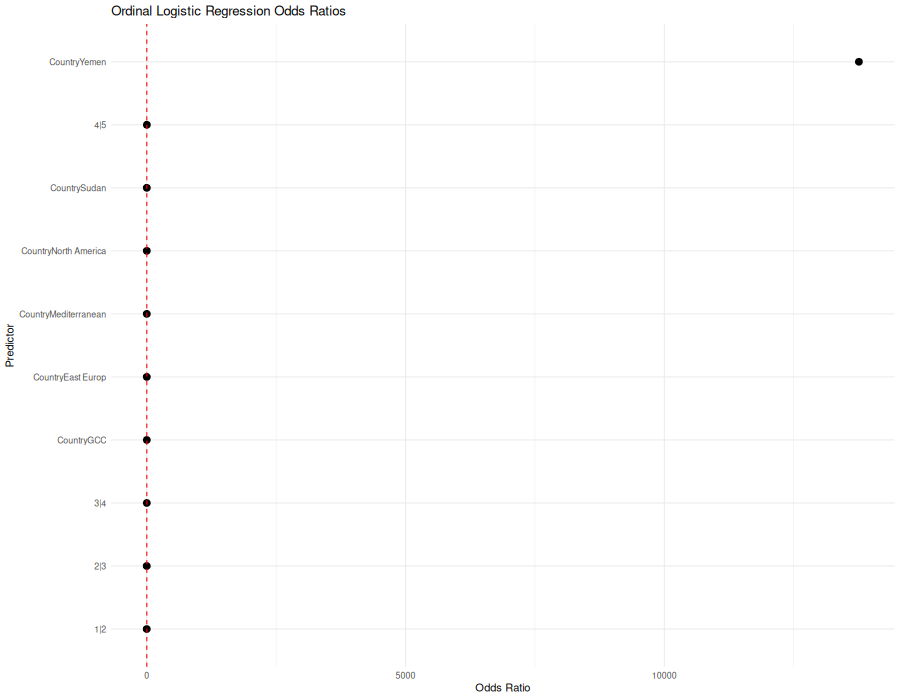 Ordinal Logistic Regression Odds Ratios
CountryYemen
4|5
CountrySudan
CountryNorth America
CountryMediterranean
CountryEast Europ
CountryGCC
3|4
2|3
1|2
Predictor
0 5000 10000
Odds Ratio